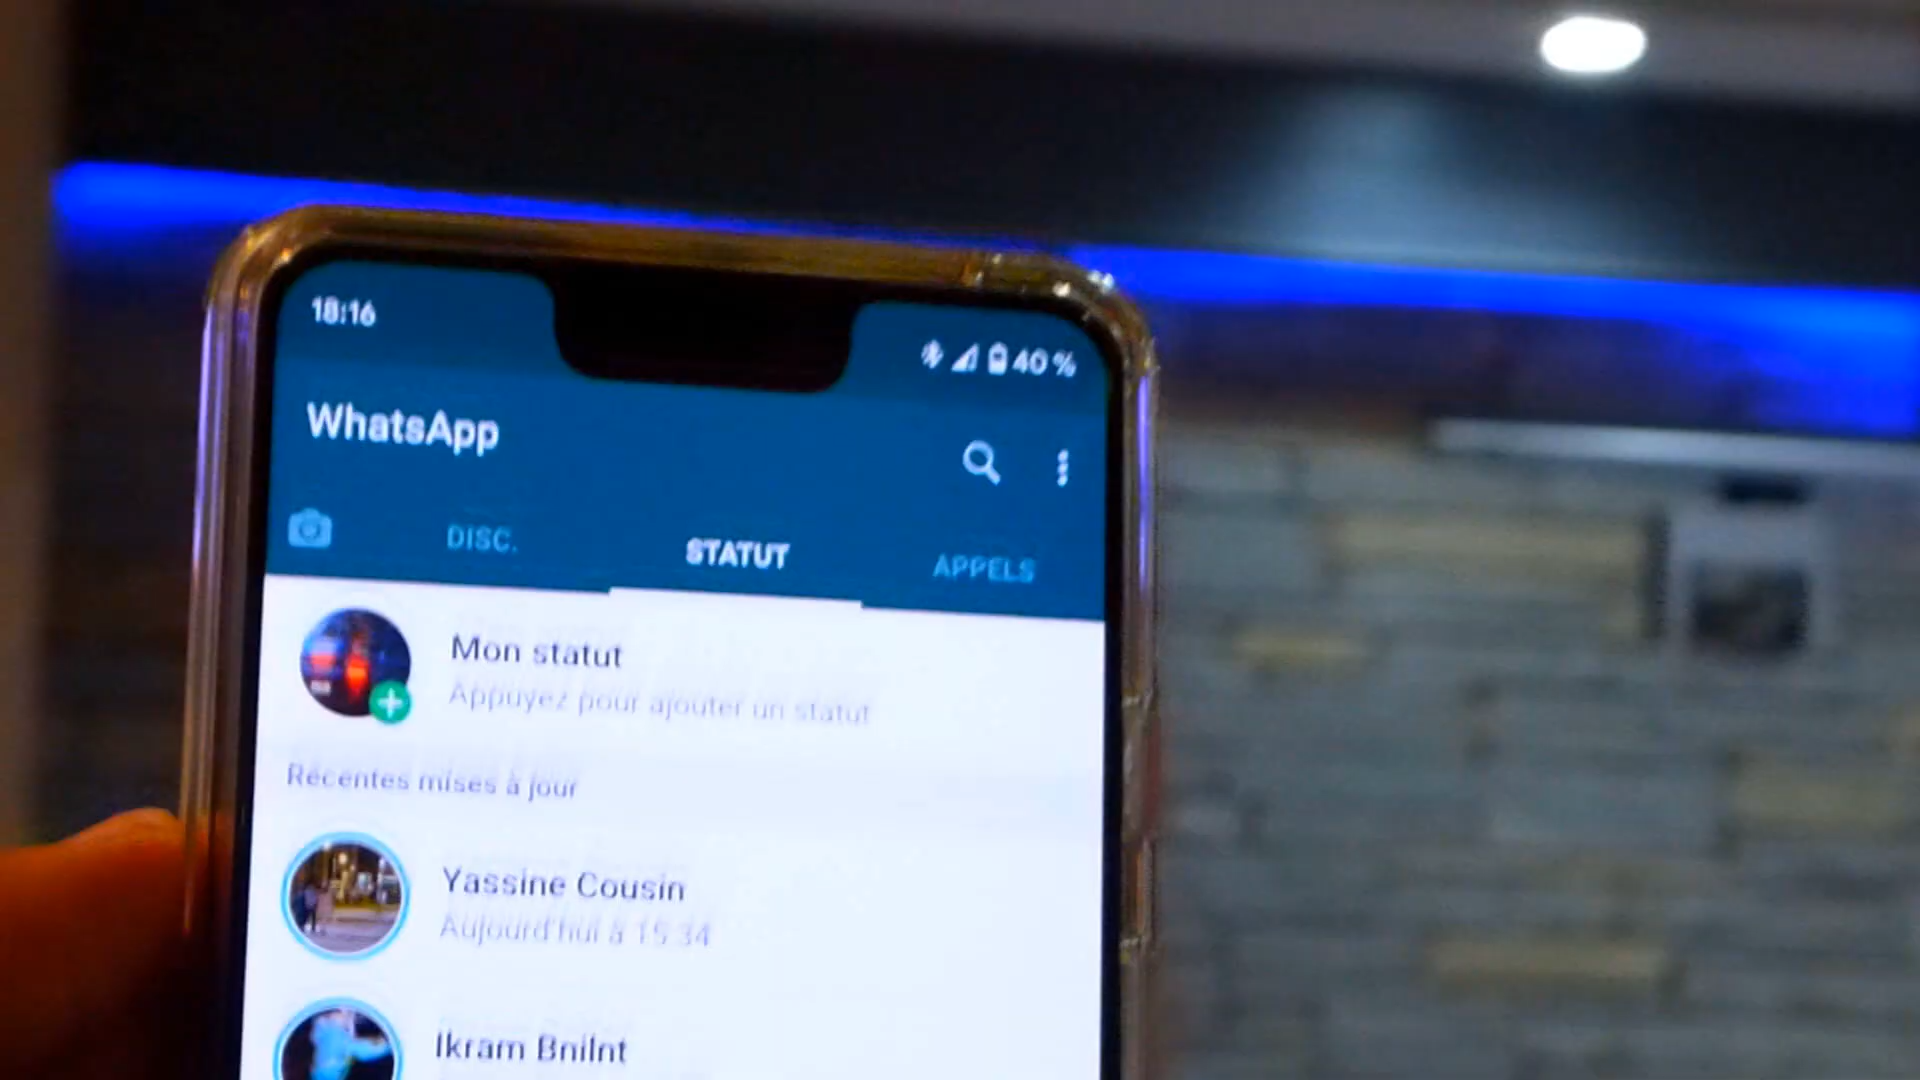 18:16
40 %
WhatsApp
DISC.
STATUT
APPELS
Mon statut
Appuyez pour ajouter un statut
Récentes mises à jour
Yassine Cousin
Aujourd'hui à 15:34
Ikram BniInt